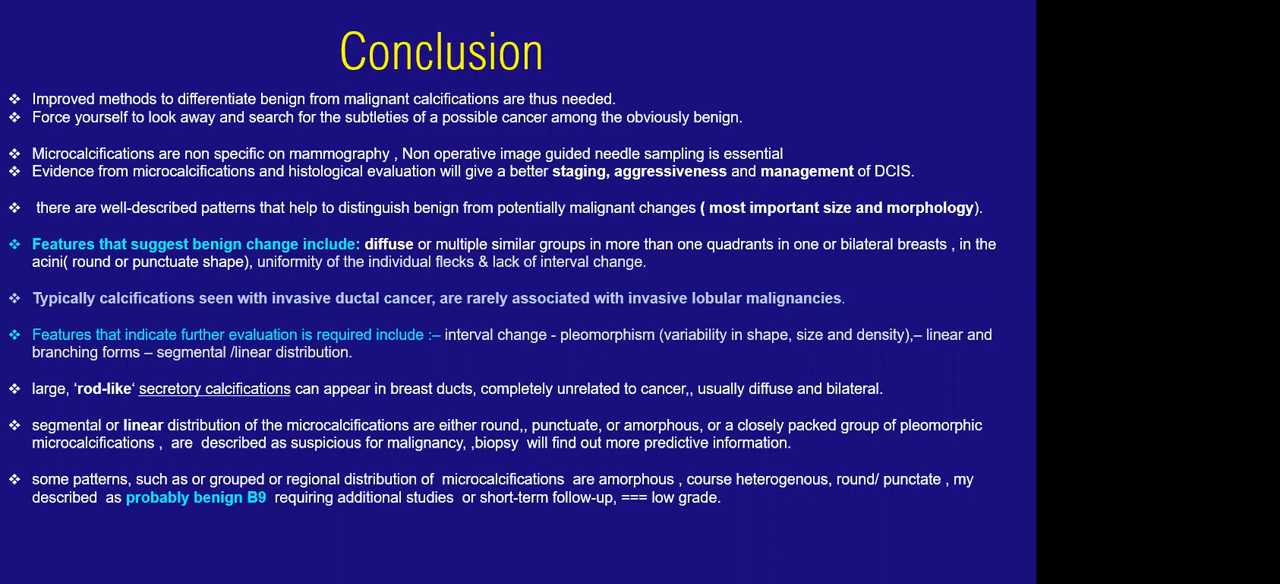 Conclusion
❖ Improved methods to differentiate benign from malignant calcifications are thus needed.
❖ Force yourself to look away and search for the subtleties of a possible cancer among the obviously benign.
❖ Microcalcifications are non specific on mammography , Non operative image guided needle sampling is essential
❖ Evidence from microcalcifications and histological evaluation will give a better staging, aggressiveness and management of DCIS.
❖ there are well-described patterns that help to distinguish benign from potentially malignant changes ( most important size and morphology).
❖ Features that suggest benign change include: diffuse or multiple similar groups in more than one quadrants in one or bilateral breasts , in the
acini( round or punctuate shape), uniformity of the individual flecks & lack of interval change.
❖ Typically calcifications seen with invasive ductal cancer, are rarely associated with invasive lobular malignancies.
❖ Features that indicate further evaluation is required include :– interval change - pleomorphism (variability in shape, size and density),– linear and
branching forms – segmental /linear distribution.
❖ large, ‘rod-like‘ secretory calcifications can appear in breast ducts, completely unrelated to cancer,, usually diffuse and bilateral.
❖ segmental or linear distribution of the microcalcifications are either round,, punctuate, or amorphous, or a closely packed group of pleomorphic
microcalcifications , are described as suspicious for malignancy, ,biopsy will find out more predictive information.
❖ some patterns, such as or grouped or regional distribution of microcalcifications are amorphous , course heterogenous, round/ punctate , my
described as probably benign B9 requiring additional studies or short-term follow-up, === low grade.